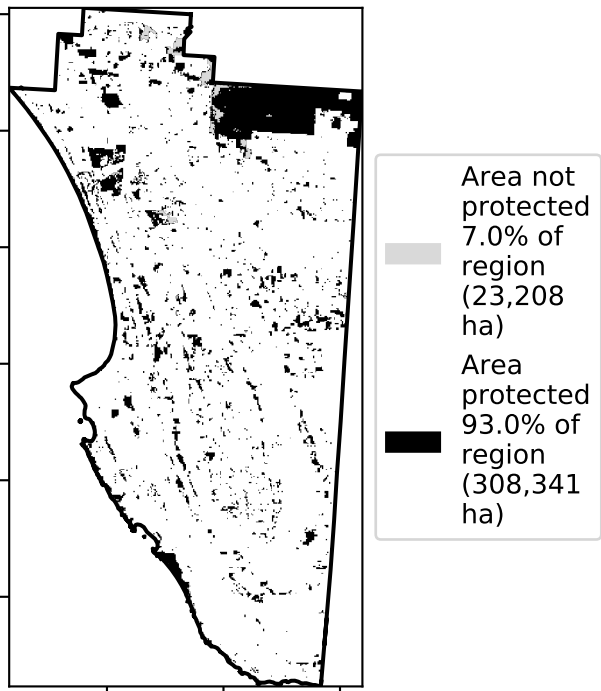 Area not
protected
7.0% of
region
(23,208
ha)
Area
protected
93.0% of
region
(308,341
ha)